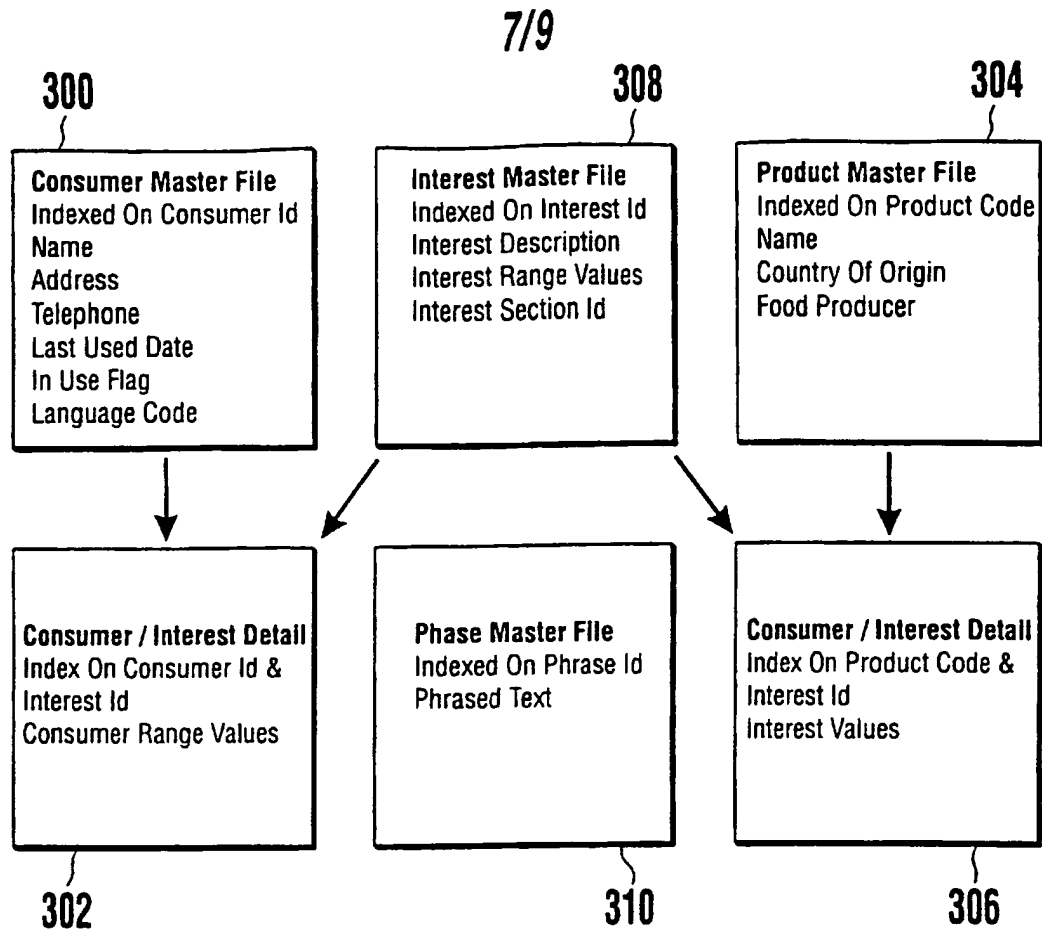 7/9
300
308
304
Consumer Master File
Indexed On Consumer Id
Name
Address
Telephone
Last Used Date
In Use Flag
Language Code
Interest Master File
Indexed On Interest Id
Interest Description
Interest Range Values
Interest Section Id
Product Master File
Indexed On Product Code
Name
Country Of Origin
Food Producer
Consumer / Interest Detail
Index On Consumer Id &
Interest Id
Consumer Range Values
Phase Master File
Indexed On Phrase Id
Phrased Text
Consumer / Interest Detail
Index On Product Code &
Interest Id
Interest Values
302
310
306